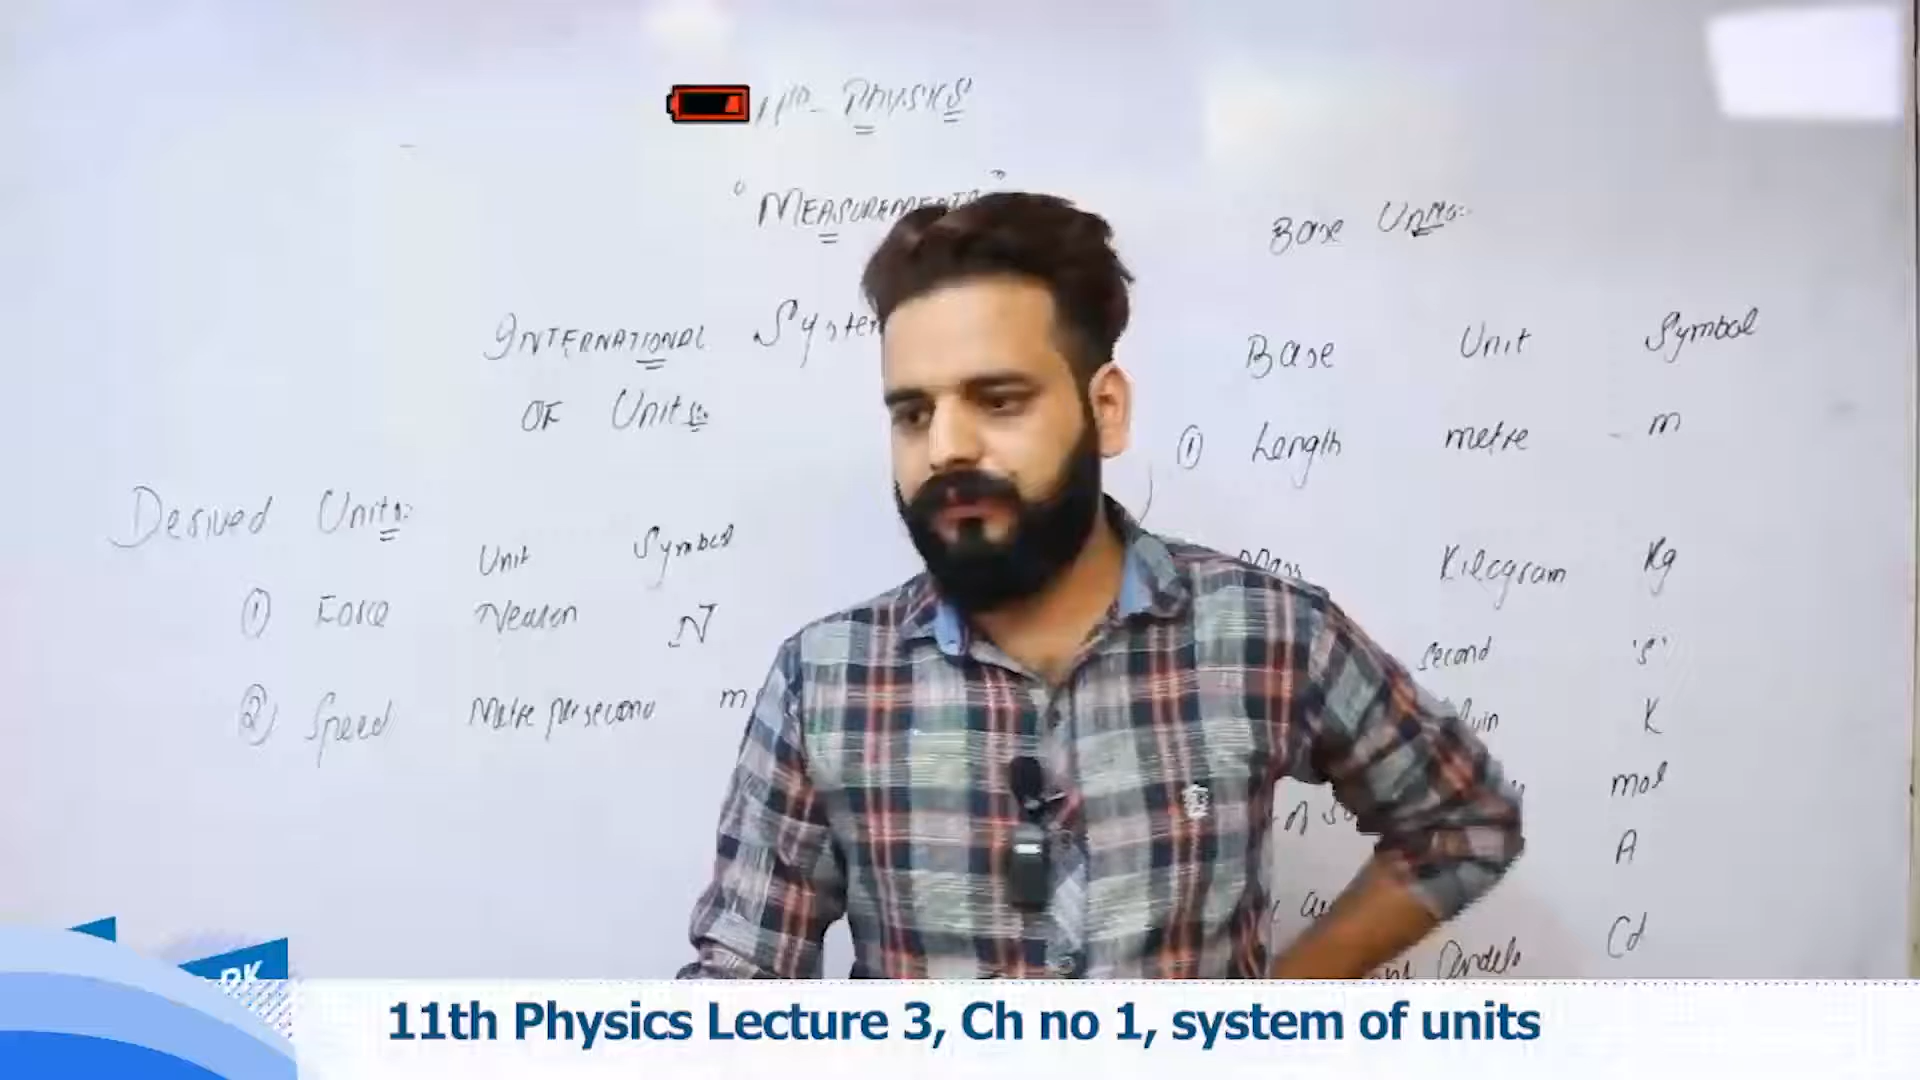 11th Physics
"MEASUREMENTS"
INTERNATIONAL System
OF Units:
Derived Units:
Unit Symbol
① Force Newton N
② Speed Metre per second m
Base Units:
Base Unit Symbol
① Length metre m
Mass Kilogram Kg
second 's'
K
mol
A
Cd
11th Physics Lecture 3, Ch no 1, system of units